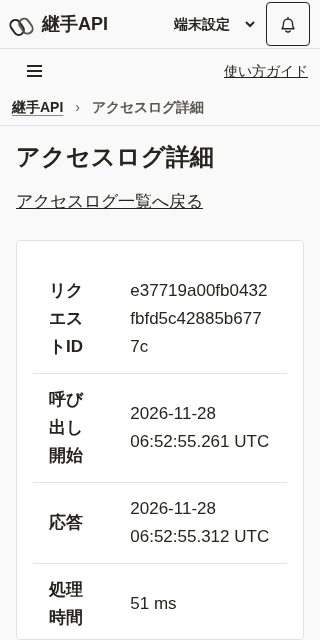 継手API
端末設定
使い方ガイド
継手API › アクセスログ詳細
アクセスログ詳細
アクセスログ一覧へ戻る
リク
エス
トID
e37719a00fb0432
fbfd5c42885b677
7c
呼び
出し
開始
2026-11-28
06:52:55.261 UTC
応答
2026-11-28
06:52:55.312 UTC
処理
時間
51 ms